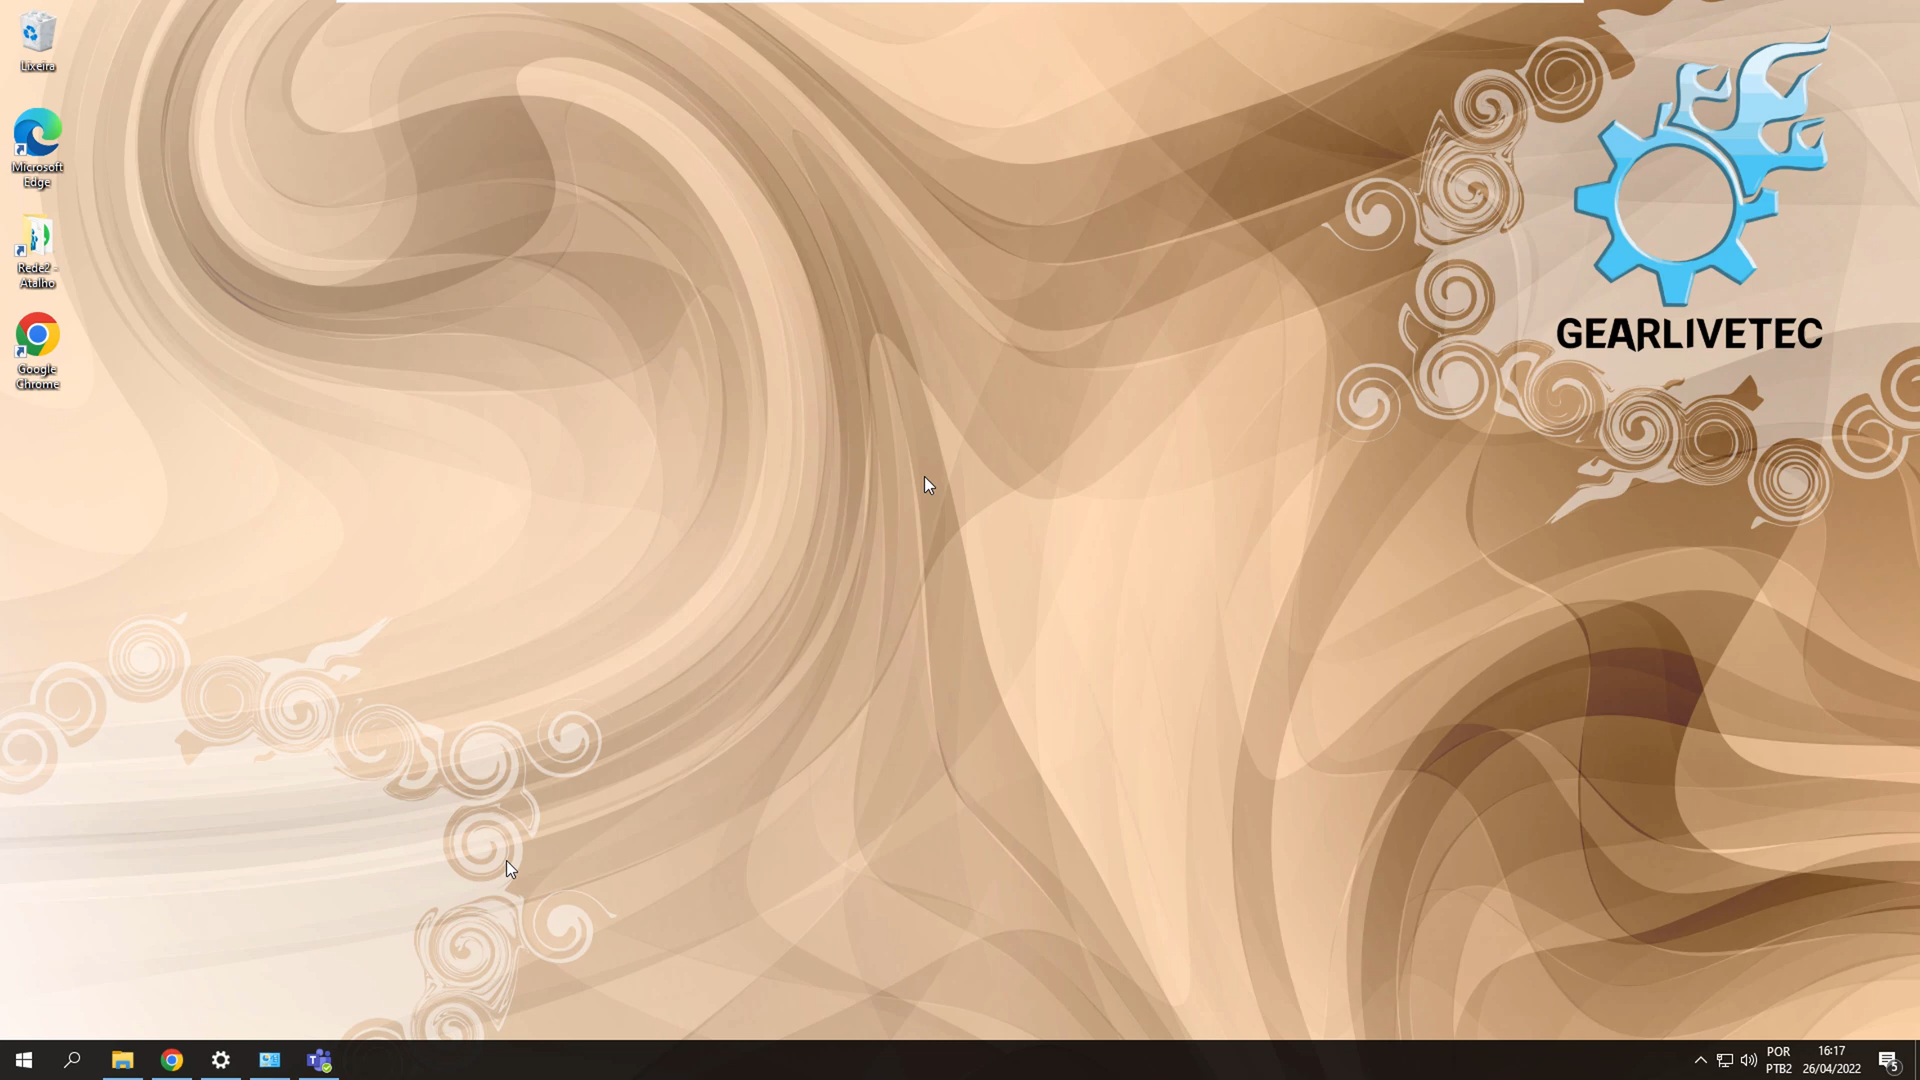 Lixeira
Microsoft
Edge
Rede2 -
Atalho
Google
Chrome
GEARLIVETEC
POR
PTB2
16:17
26/04/2022
5